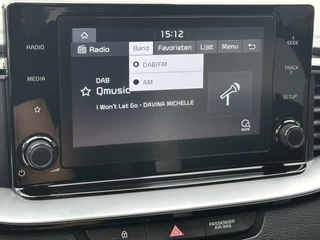 15:12
RADIO
Radio Band Favorieten Lijst Menu
SEEK
DAB/FM
AM
MEDIA
DAB
Qmusic
TRACK
I Won't Let Go - DAVINA MICHELLE
SETUP
SCAN
PASSENGER
AIR BAG